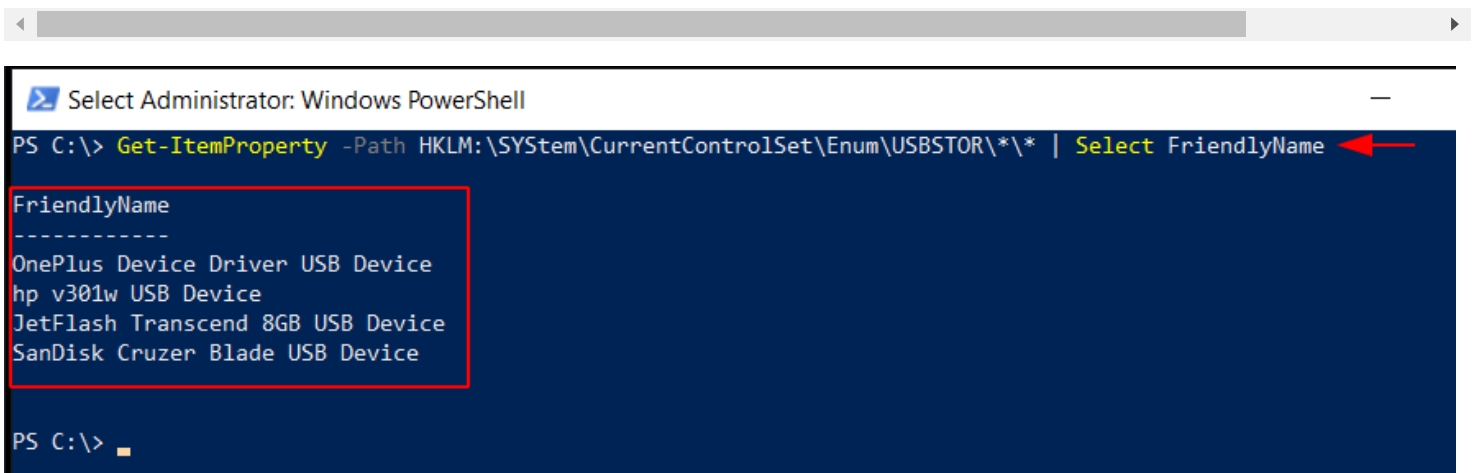 Select Administrator: Windows PowerShell
PS C:\> Get-ItemProperty -Path HKLM:\SYStem\CurrentControlSet\Enum\USBSTOR\*\* | Select FriendlyName
FriendlyName
------------
OnePlus Device Driver USB Device
hp v301w USB Device
JetFlash Transcend 8GB USB Device
SanDisk Cruzer Blade USB Device
PS C:\>